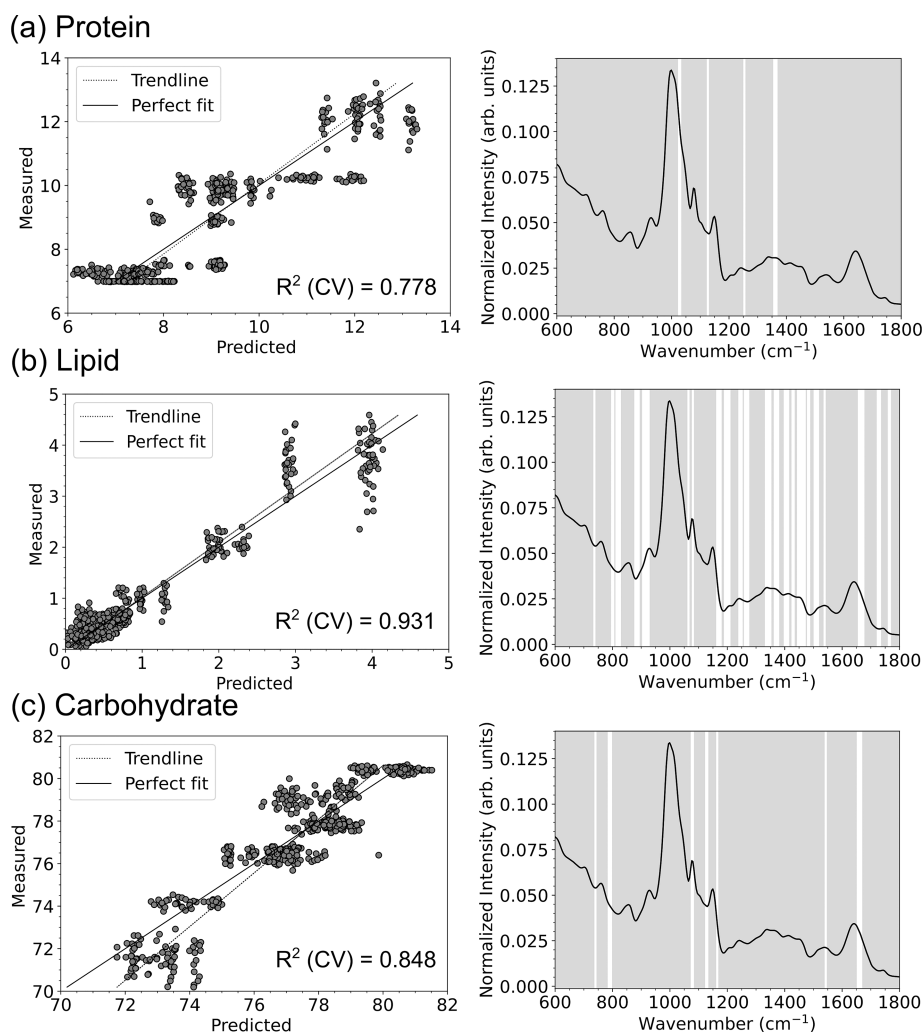 (a) Protein
14
12
10
8
6
Measured
Trendline
Perfect fit
R² (CV) = 0.778
6 8 10 12 14
Predicted
Normalized Intensity (arb. units)
0.125
0.100
0.075
0.050
0.025
0.000
600 800 1000 1200 1400 1600 1800
Wavenumber (cm⁻¹)
(b) Lipid
5
4
3
2
1
0
Measured
Trendline
Perfect fit
R² (CV) = 0.931
0 1 2 3 4 5
Predicted
Normalized Intensity (arb. units)
0.125
0.100
0.075
0.050
0.025
0.000
600 800 1000 1200 1400 1600 1800
Wavenumber (cm⁻¹)
(c) Carbohydrate
82
80
78
76
74
72
70
Measured
Trendline
Perfect fit
R² (CV) = 0.848
70 72 74 76 78 80 82
Predicted
Normalized Intensity (arb. units)
0.125
0.100
0.075
0.050
0.025
0.000
600 800 1000 1200 1400 1600 1800
Wavenumber (cm⁻¹)